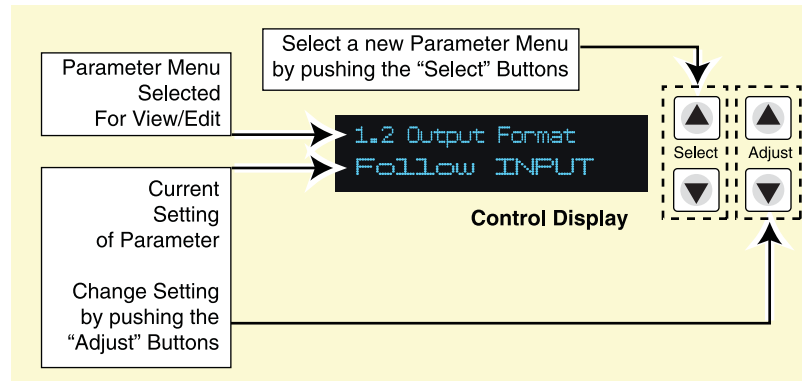 Select a new Parameter Menu
by pushing the “Select” Buttons
Parameter Menu
Selected
For View/Edit
1.2 Output Format
Follow INPUT
Select
Adjust
Control Display
Current
Setting
of Parameter
Change Setting
by pushing the
“Adjust” Buttons